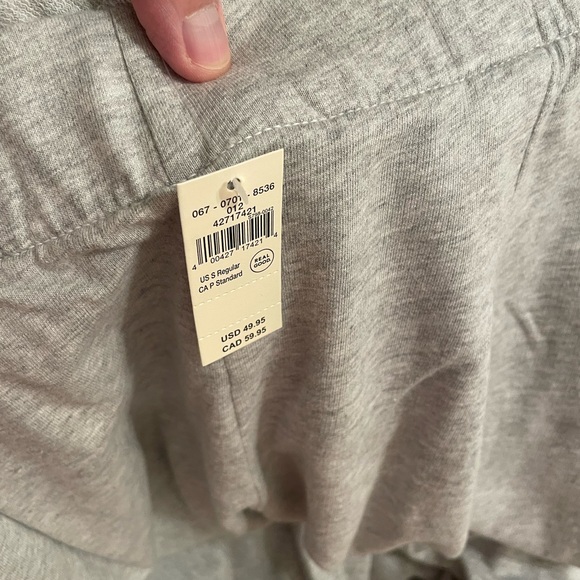 067 - 0701 - 8536
012
42717421
4 00427 17421 4
US S Regular
CA P Standard
REAL
GOOD
USD 49.95
CAD 59.95